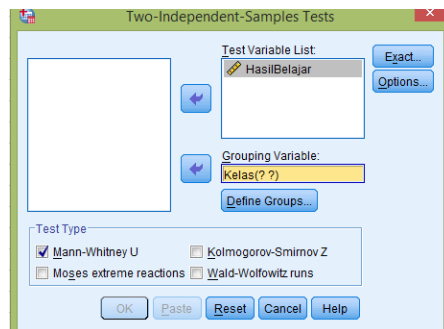 Two-Independent-Samples Tests
Test Variable List:
HasilBelajar
Exact...
Options...
Grouping Variable:
Kelas(? ?)
Define Groups...
Test Type
Mann-Whitney U
Kolmogorov-Smirnov Z
Moses extreme reactions
Wald-Wolfowitz runs
OK Paste Reset Cancel Help